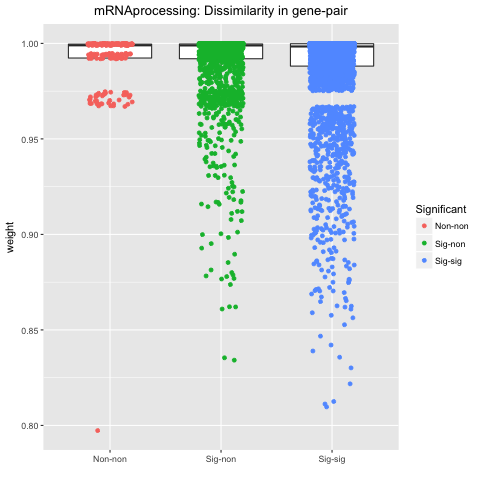 mRNAprocessing: Dissimilarity in gene-pair
1.00
0.95
0.90
0.85
0.80
weight
Non-non
Sig-non
Sig-sig
Significant
Non-non
Sig-non
Sig-sig